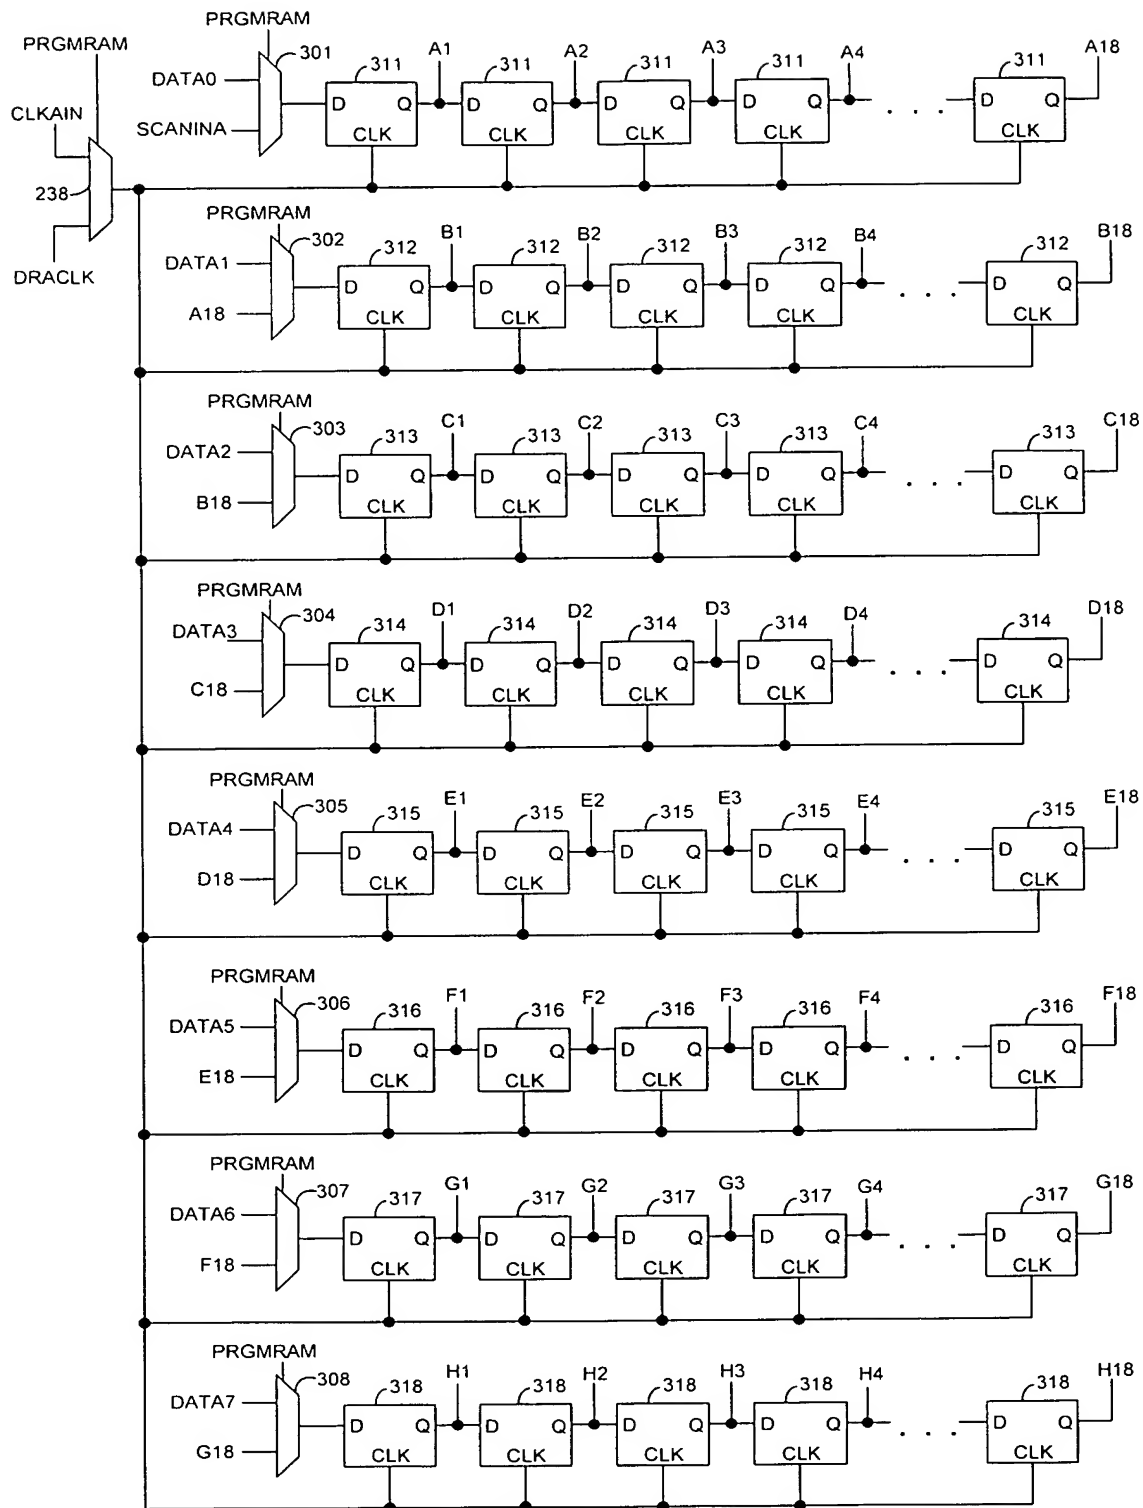 PRGMRAM
PRGMRAM
301
CLKAIN
238
DRACLK
DATA0
SCANINA
311 A1 311 A2 311 A3 311 A4 311 A18
D Q D Q D Q D Q . . . D Q
CLK CLK CLK CLK CLK
PRGMRAM
302
DATA1
A18
312 B1 312 B2 312 B3 312 B4 312 B18
D Q D Q D Q D Q . . . D Q
CLK CLK CLK CLK CLK
PRGMRAM
303
DATA2
B18
313 C1 313 C2 313 C3 313 C4 313 C18
D Q D Q D Q D Q . . . D Q
CLK CLK CLK CLK CLK
PRGMRAM
304
DATA3
C18
314 D1 314 D2 314 D3 314 D4 314 D18
D Q D Q D Q D Q . . . D Q
CLK CLK CLK CLK CLK
PRGMRAM
305
DATA4
D18
315 E1 315 E2 315 E3 315 E4 315 E18
D Q D Q D Q D Q . . . D Q
CLK CLK CLK CLK CLK
PRGMRAM
306
DATA5
E18
316 F1 316 F2 316 F3 316 F4 316 F18
D Q D Q D Q D Q . . . D Q
CLK CLK CLK CLK CLK
PRGMRAM
307
DATA6
F18
317 G1 317 G2 317 G3 317 G4 317 G18
D Q D Q D Q D Q . . . D Q
CLK CLK CLK CLK CLK
PRGMRAM
308
DATA7
G18
318 H1 318 H2 318 H3 318 H4 318 H18
D Q D Q D Q D Q . . . D Q
CLK CLK CLK CLK CLK